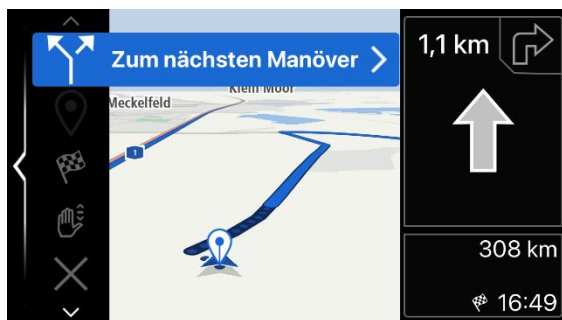 Zum nächsten Manöver
1,1 km
Klein Moor
Meckelfeld
1
308 km
16:49